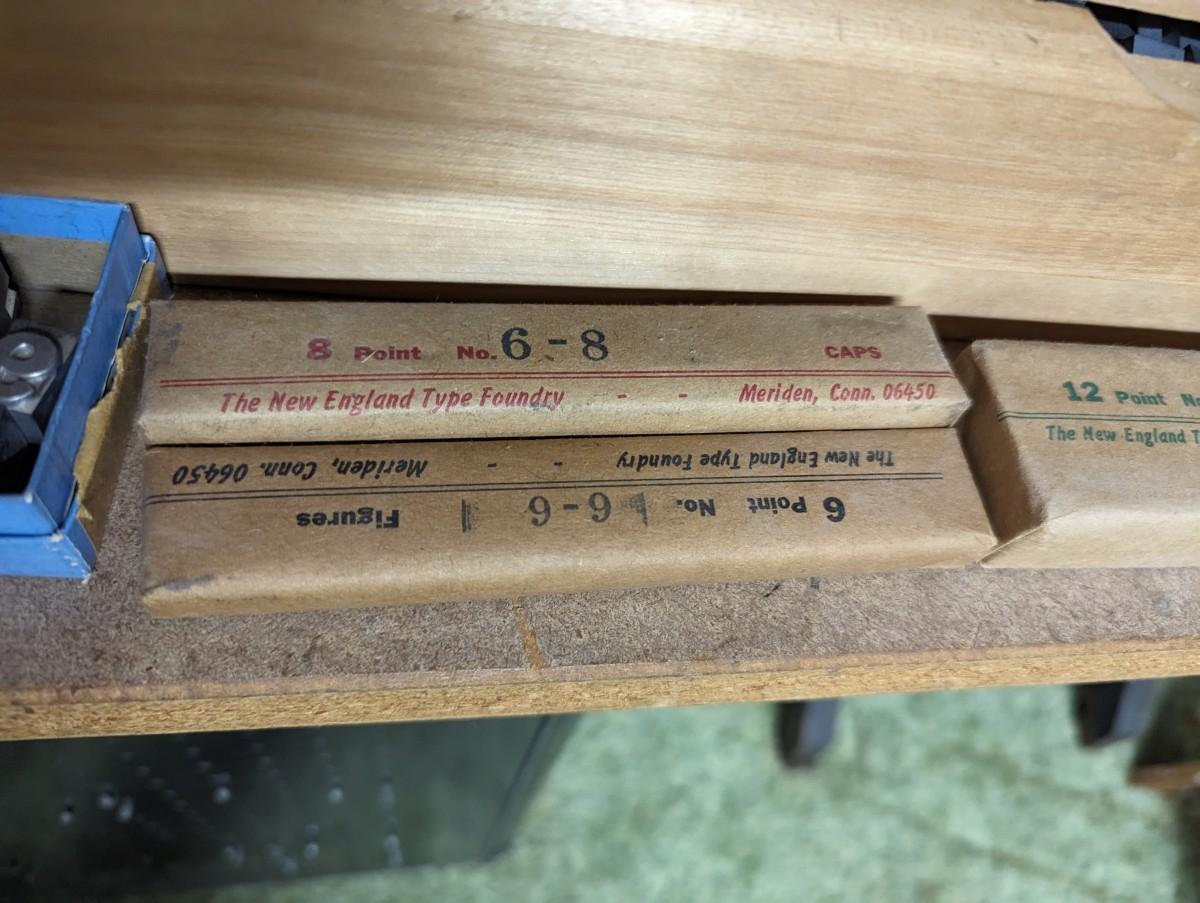 8 Point No. 6-8 CAPS
The New England Type Foundry - - Meriden, Conn. 06450
6 Point No. 6-6 Figures
The New England Type Foundry - - Meriden, Conn. 06450
12 Point No
The New England T